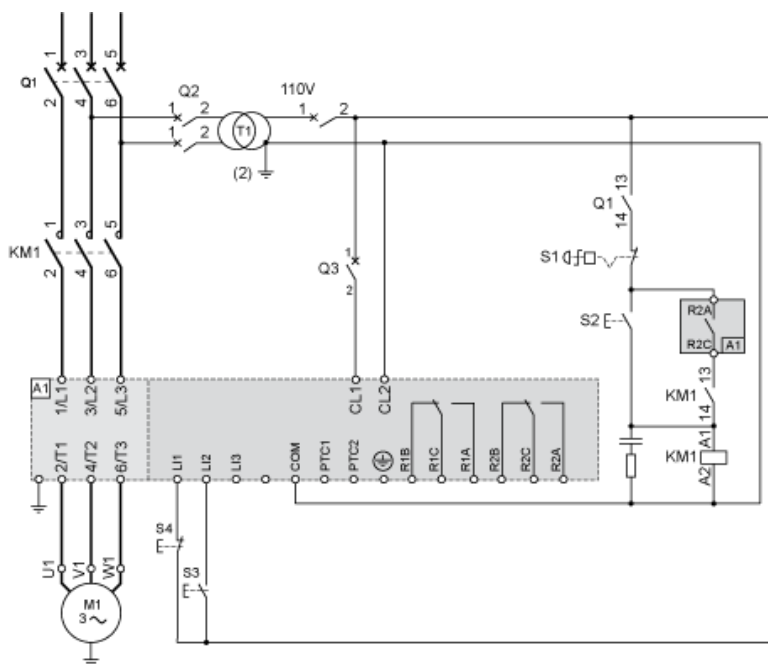 1 3 5
Q1
2 4 6
Q2
1 2
1 2
T1
(2)
110V
1 2
13
Q1
14
S1
S2
R2A
R2C A1
13
KM1
14
A1
KM1
A2
1 3 5
KM1
2 4 6
1
Q3
2
A1
1/L1 3/L2 5/L3
CL1 CL2
2/T1 4/T2 6/T3
LI1 LI2 LI3 COM PTC1 PTC2 R1B R1C R1A R2B R2C R2A
S4
S3
U1 V1 W1
M1
3